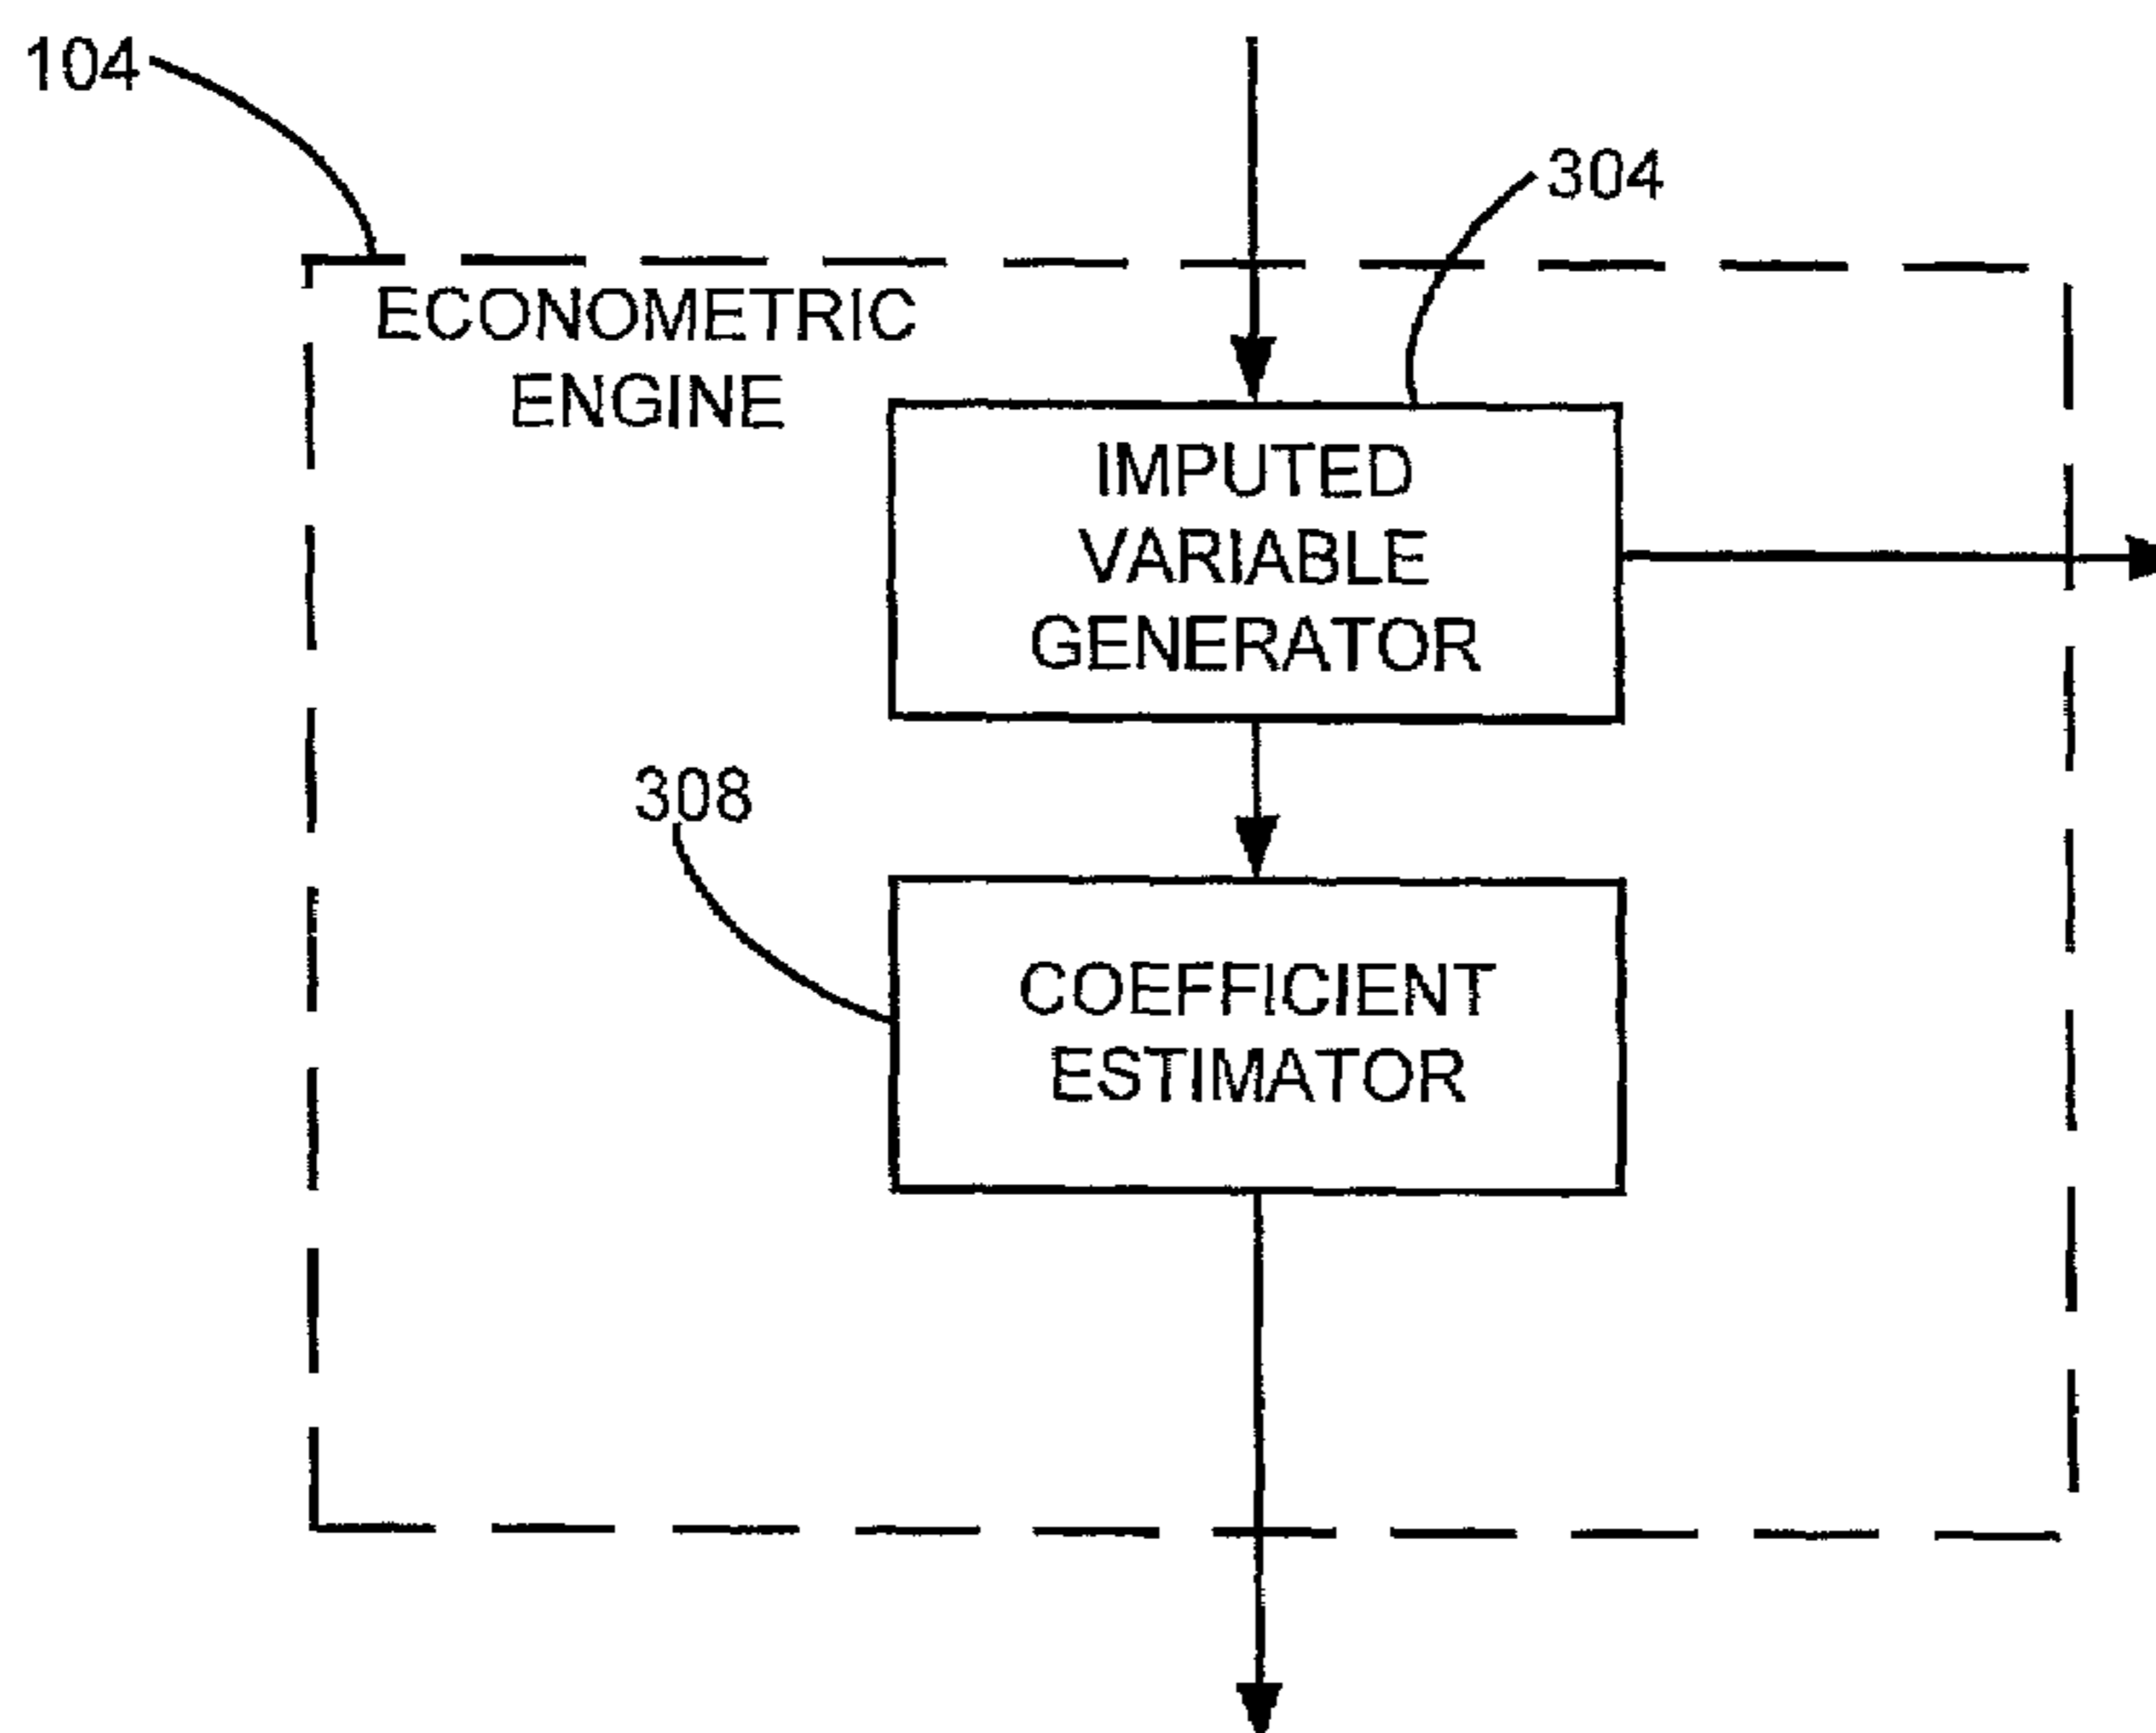 104
304
ECONOMETRIC
ENGINE
IMPUTED
VARIABLE
GENERATOR
308
COEFFICIENT
ESTIMATOR